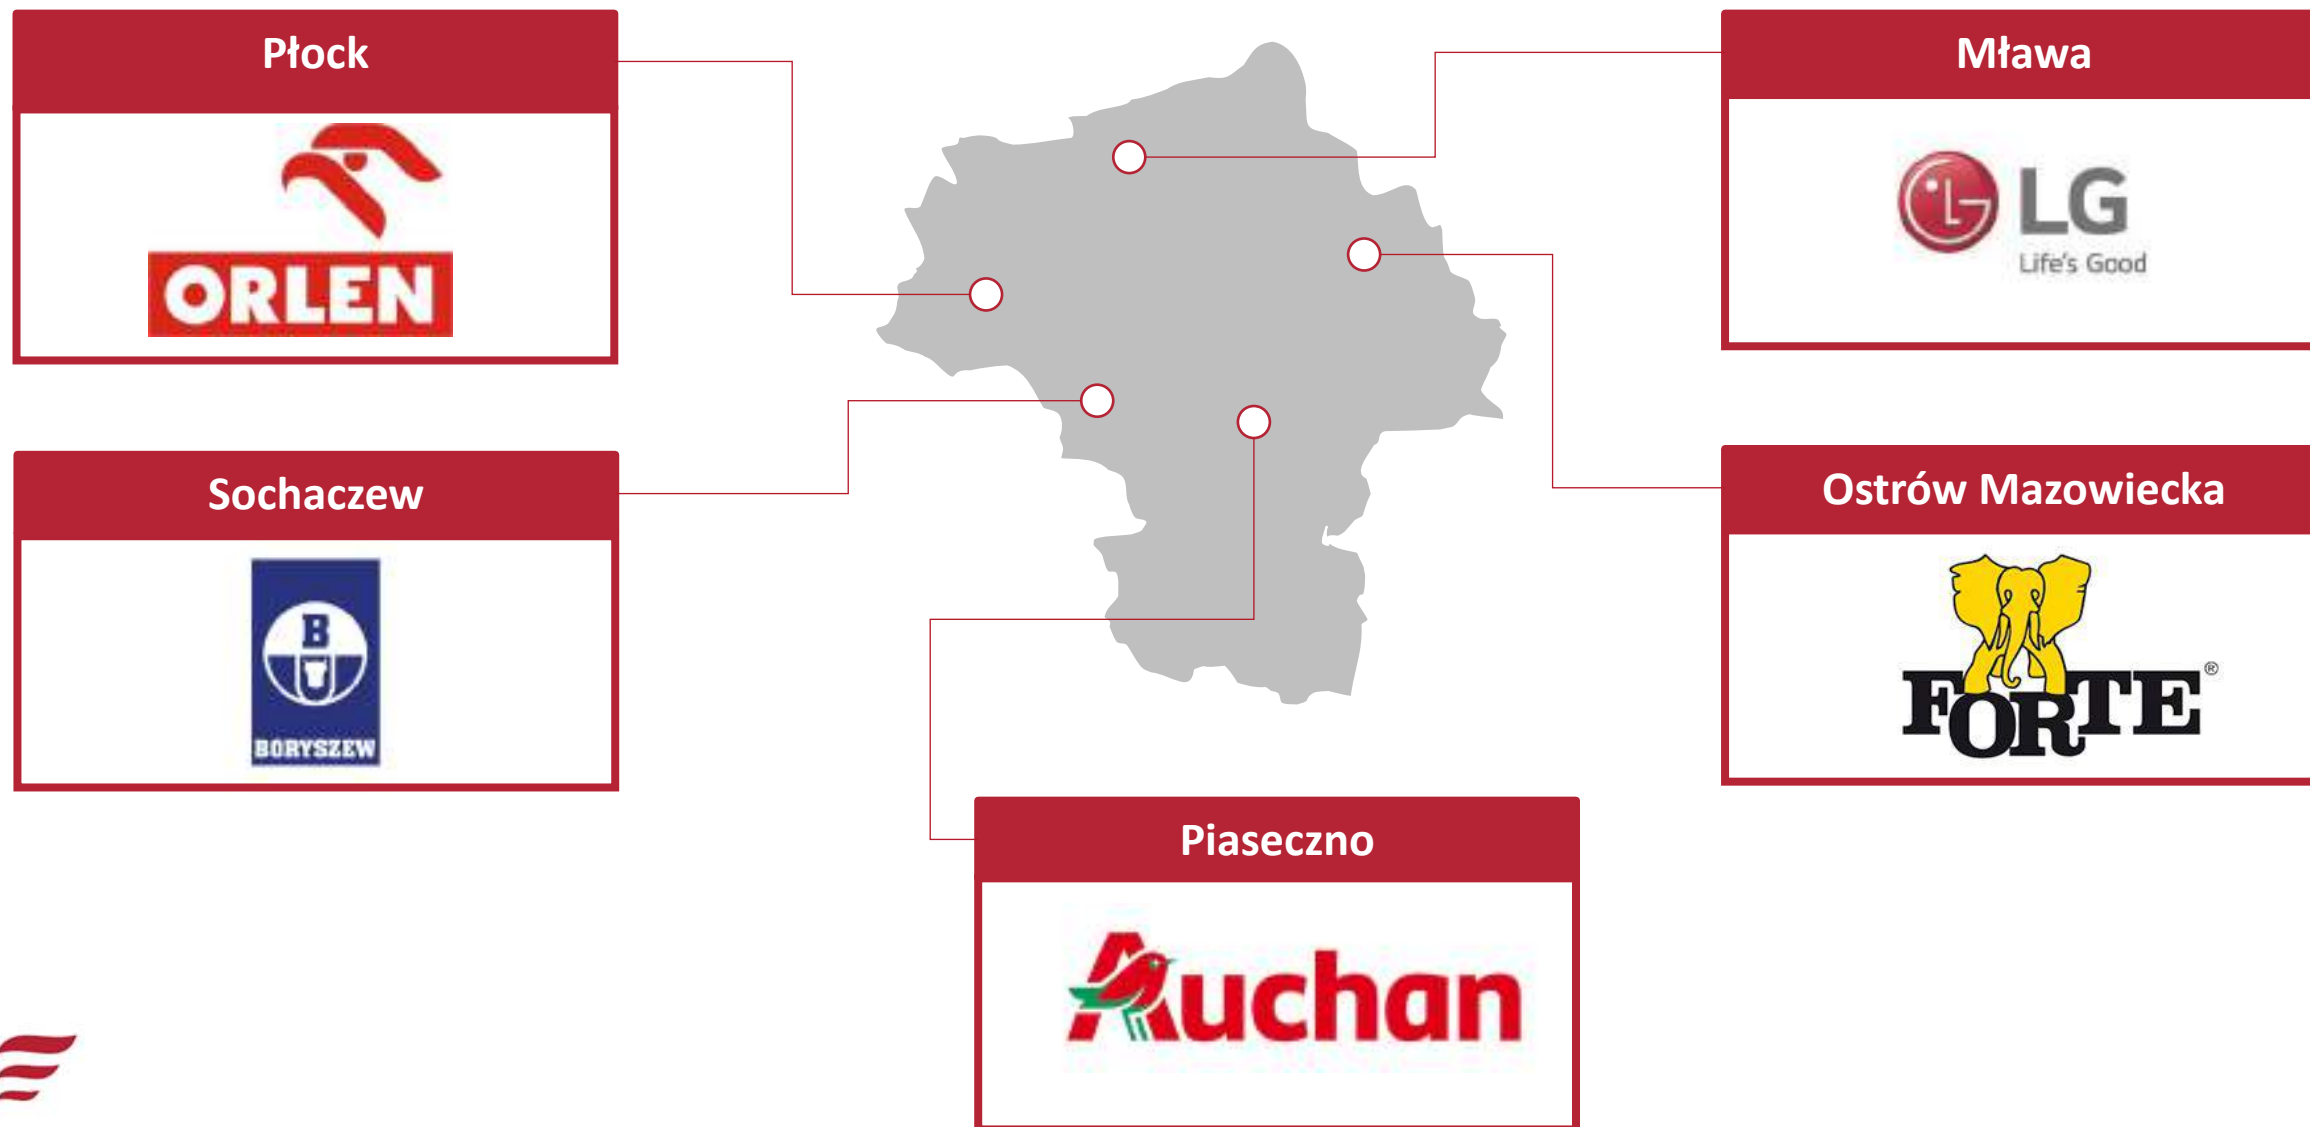 Płock
ORLEN
Mława
LG
Life's Good
Sochaczew
B
BORYSZEW
Ostrów Mazowiecka
FORTE®
Piaseczno
Auchan